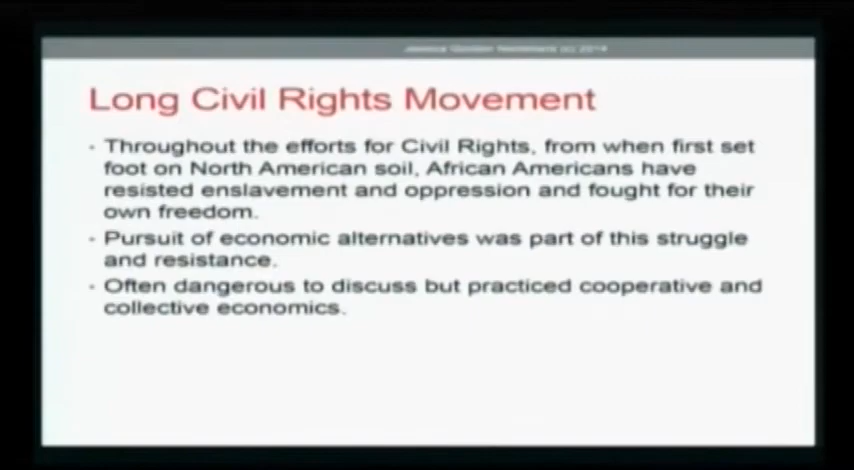 Long Civil Rights Movement
· Throughout the efforts for Civil Rights, from when first set
foot on North American soil, African Americans have
resisted enslavement and oppression and fought for their
own freedom.
· Pursuit of economic alternatives was part of this struggle
and resistance.
· Often dangerous to discuss but practiced cooperative and
collective economics.